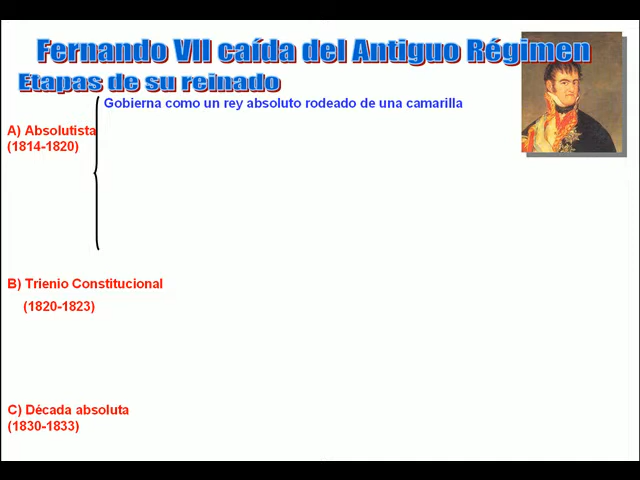 Fernando VII caída del Antiguo Régimen
Etapas de su reinado
Gobierna como un rey absoluto rodeado de una camarilla
A) Absolutista
(1814-1820)
B) Trienio Constitucional
(1820-1823)
C) Década absoluta
(1830-1833)